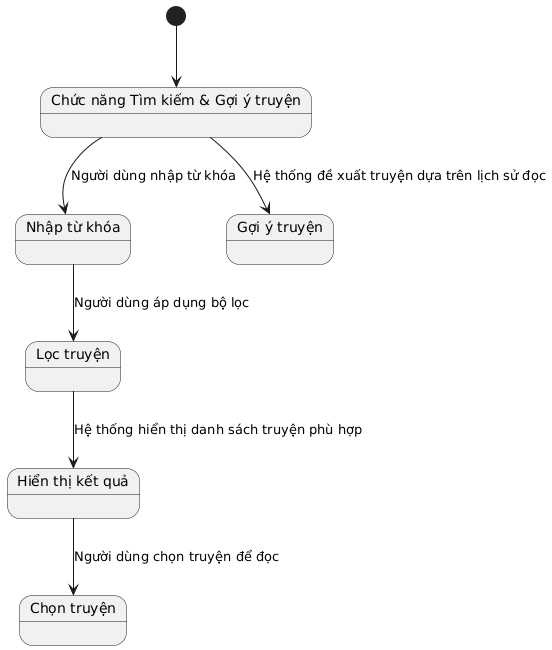 Chức năng Tìm kiếm & Gợi ý truyện
Người dùng nhập từ khóa
Hệ thống đề xuất truyện dựa trên lịch sử đọc
Nhập từ khóa
Gợi ý truyện
Người dùng áp dụng bộ lọc
Lọc truyện
Hệ thống hiển thị danh sách truyện phù hợp
Hiển thị kết quả
Người dùng chọn truyện để đọc
Chọn truyện